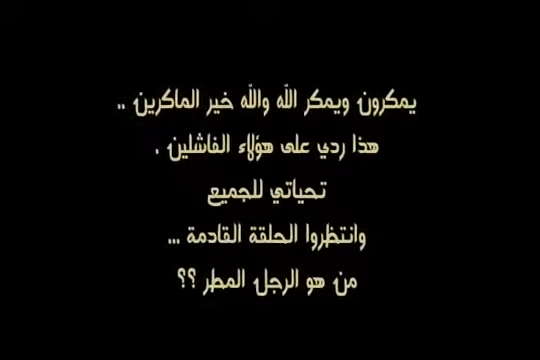 يمكرون ويمكر الله والله خير الماكرين ..
هذا ردي على هؤلاء الفاشلين .
تحياتي للجميع
وانتظروا الحلقة القادمة ...
من هو الرجل المطر ؟؟